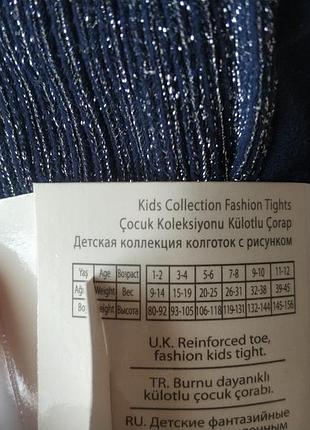 Kids Collection Fashion Tights
Çocuk Koleksiyonu Külotlu Çorap
Детская коллекция колготок с рисунком
Yaş Age Возраст 1-2 3-4 5-6 7-8 9-10 11-12
Weight Вес 9-14 15-19 20-25 26-31 32-38 39-45
Высота 80-92 93-105 106-118 119-131 132-144 145-156
U.K. Reinforced toe,
fashion kids tight.
TR. Burnu dayanıklı
külotlu çocuk çorabı.
RU. Детские фантазийные